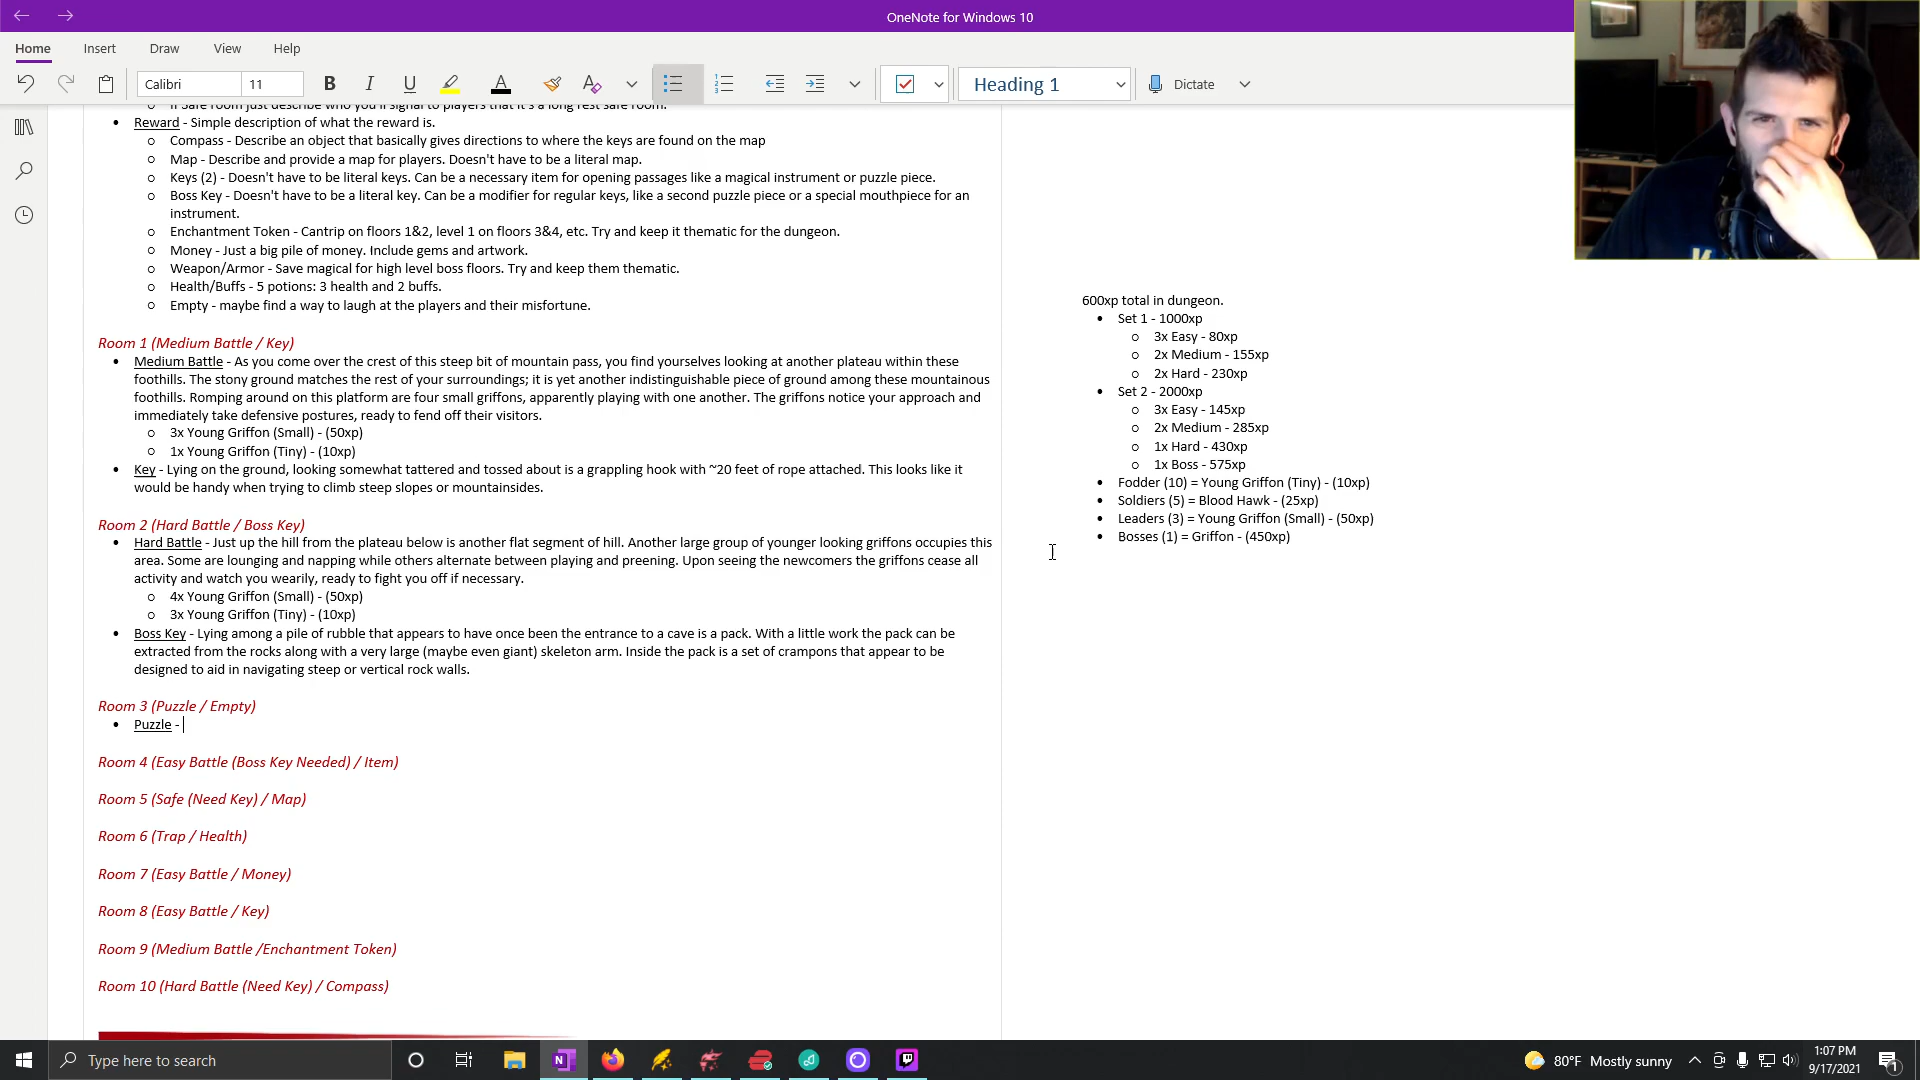 OneNote for Windows 10
Home Insert Draw View Help
Calibri 11 B I U A Heading 1 Dictate
If Safe room just describe who you'll signal to players that it's a long rest safe room.
Reward - Simple description of what the reward is.
Compass - Describe an object that basically gives directions to where the keys are found on the map
Map - Describe and provide a map for players. Doesn't have to be a literal map.
Keys (2) - Doesn't have to be literal keys. Can be a necessary item for opening passages like a magical instrument or puzzle piece.
Boss Key - Doesn't have to be a literal key. Can be a modifier for regular keys, like a second puzzle piece or a special mouthpiece for an
instrument.
Enchantment Token - Cantrip on floors 1&2, level 1 on floors 3&4, etc. Try and keep it thematic for the dungeon.
Money - Just a big pile of money. Include gems and artwork.
Weapon/Armor - Save magical for high level boss floors. Try and keep them thematic.
Health/Buffs - 5 potions: 3 health and 2 buffs.
Empty - maybe find a way to laugh at the players and their misfortune.
Room 1 (Medium Battle / Key)
Medium Battle - As you come over the crest of this steep bit of mountain pass, you find yourselves looking at another plateau within these
foothills. The stony ground matches the rest of your surroundings; it is yet another indistinguishable piece of ground among these mountainous
foothills. Romping around on this platform are four small griffons, apparently playing with one another. The griffons notice your approach and
immediately take defensive postures, ready to fend off their visitors.
3x Young Griffon (Small) - (50xp)
1x Young Griffon (Tiny) - (10xp)
Key - Lying on the ground, looking somewhat tattered and tossed about is a grappling hook with ~20 feet of rope attached. This looks like it
would be handy when trying to climb steep slopes or mountainsides.
Room 2 (Hard Battle / Boss Key)
Hard Battle - Just up the hill from the plateau below is another flat segment of hill. Another large group of younger looking griffons occupies this
area. Some are lounging and napping while others alternate between playing and preening. Upon seeing the newcomers the griffons cease all
activity and watch you wearily, ready to fight you off if necessary.
4x Young Griffon (Small) - (50xp)
3x Young Griffon (Tiny) - (10xp)
Boss Key - Lying among a pile of rubble that appears to have once been the entrance to a cave is a pack. With a little work the pack can be
extracted from the rocks along with a very large (maybe even giant) skeleton arm. Inside the pack is a set of crampons that appear to be
designed to aid in navigating steep or vertical rock walls.
Room 3 (Puzzle / Empty)
Puzzle -
Room 4 (Easy Battle (Boss Key Needed) / Item)
Room 5 (Safe (Need Key) / Map)
Room 6 (Trap / Health)
Room 7 (Easy Battle / Money)
Room 8 (Easy Battle / Key)
Room 9 (Medium Battle /Enchantment Token)
Room 10 (Hard Battle (Need Key) / Compass)
600xp total in dungeon.
Set 1 - 1000xp
3x Easy - 80xp
2x Medium - 155xp
2x Hard - 230xp
Set 2 - 2000xp
3x Easy - 145xp
2x Medium - 285xp
1x Hard - 430xp
1x Boss - 575xp
Fodder (10) = Young Griffon (Tiny) - (10xp)
Soldiers (5) = Blood Hawk - (25xp)
Leaders (3) = Young Griffon (Small) - (50xp)
Bosses (1) = Griffon - (450xp)
Type here to search
80°F Mostly sunny
1:07 PM
9/17/2021